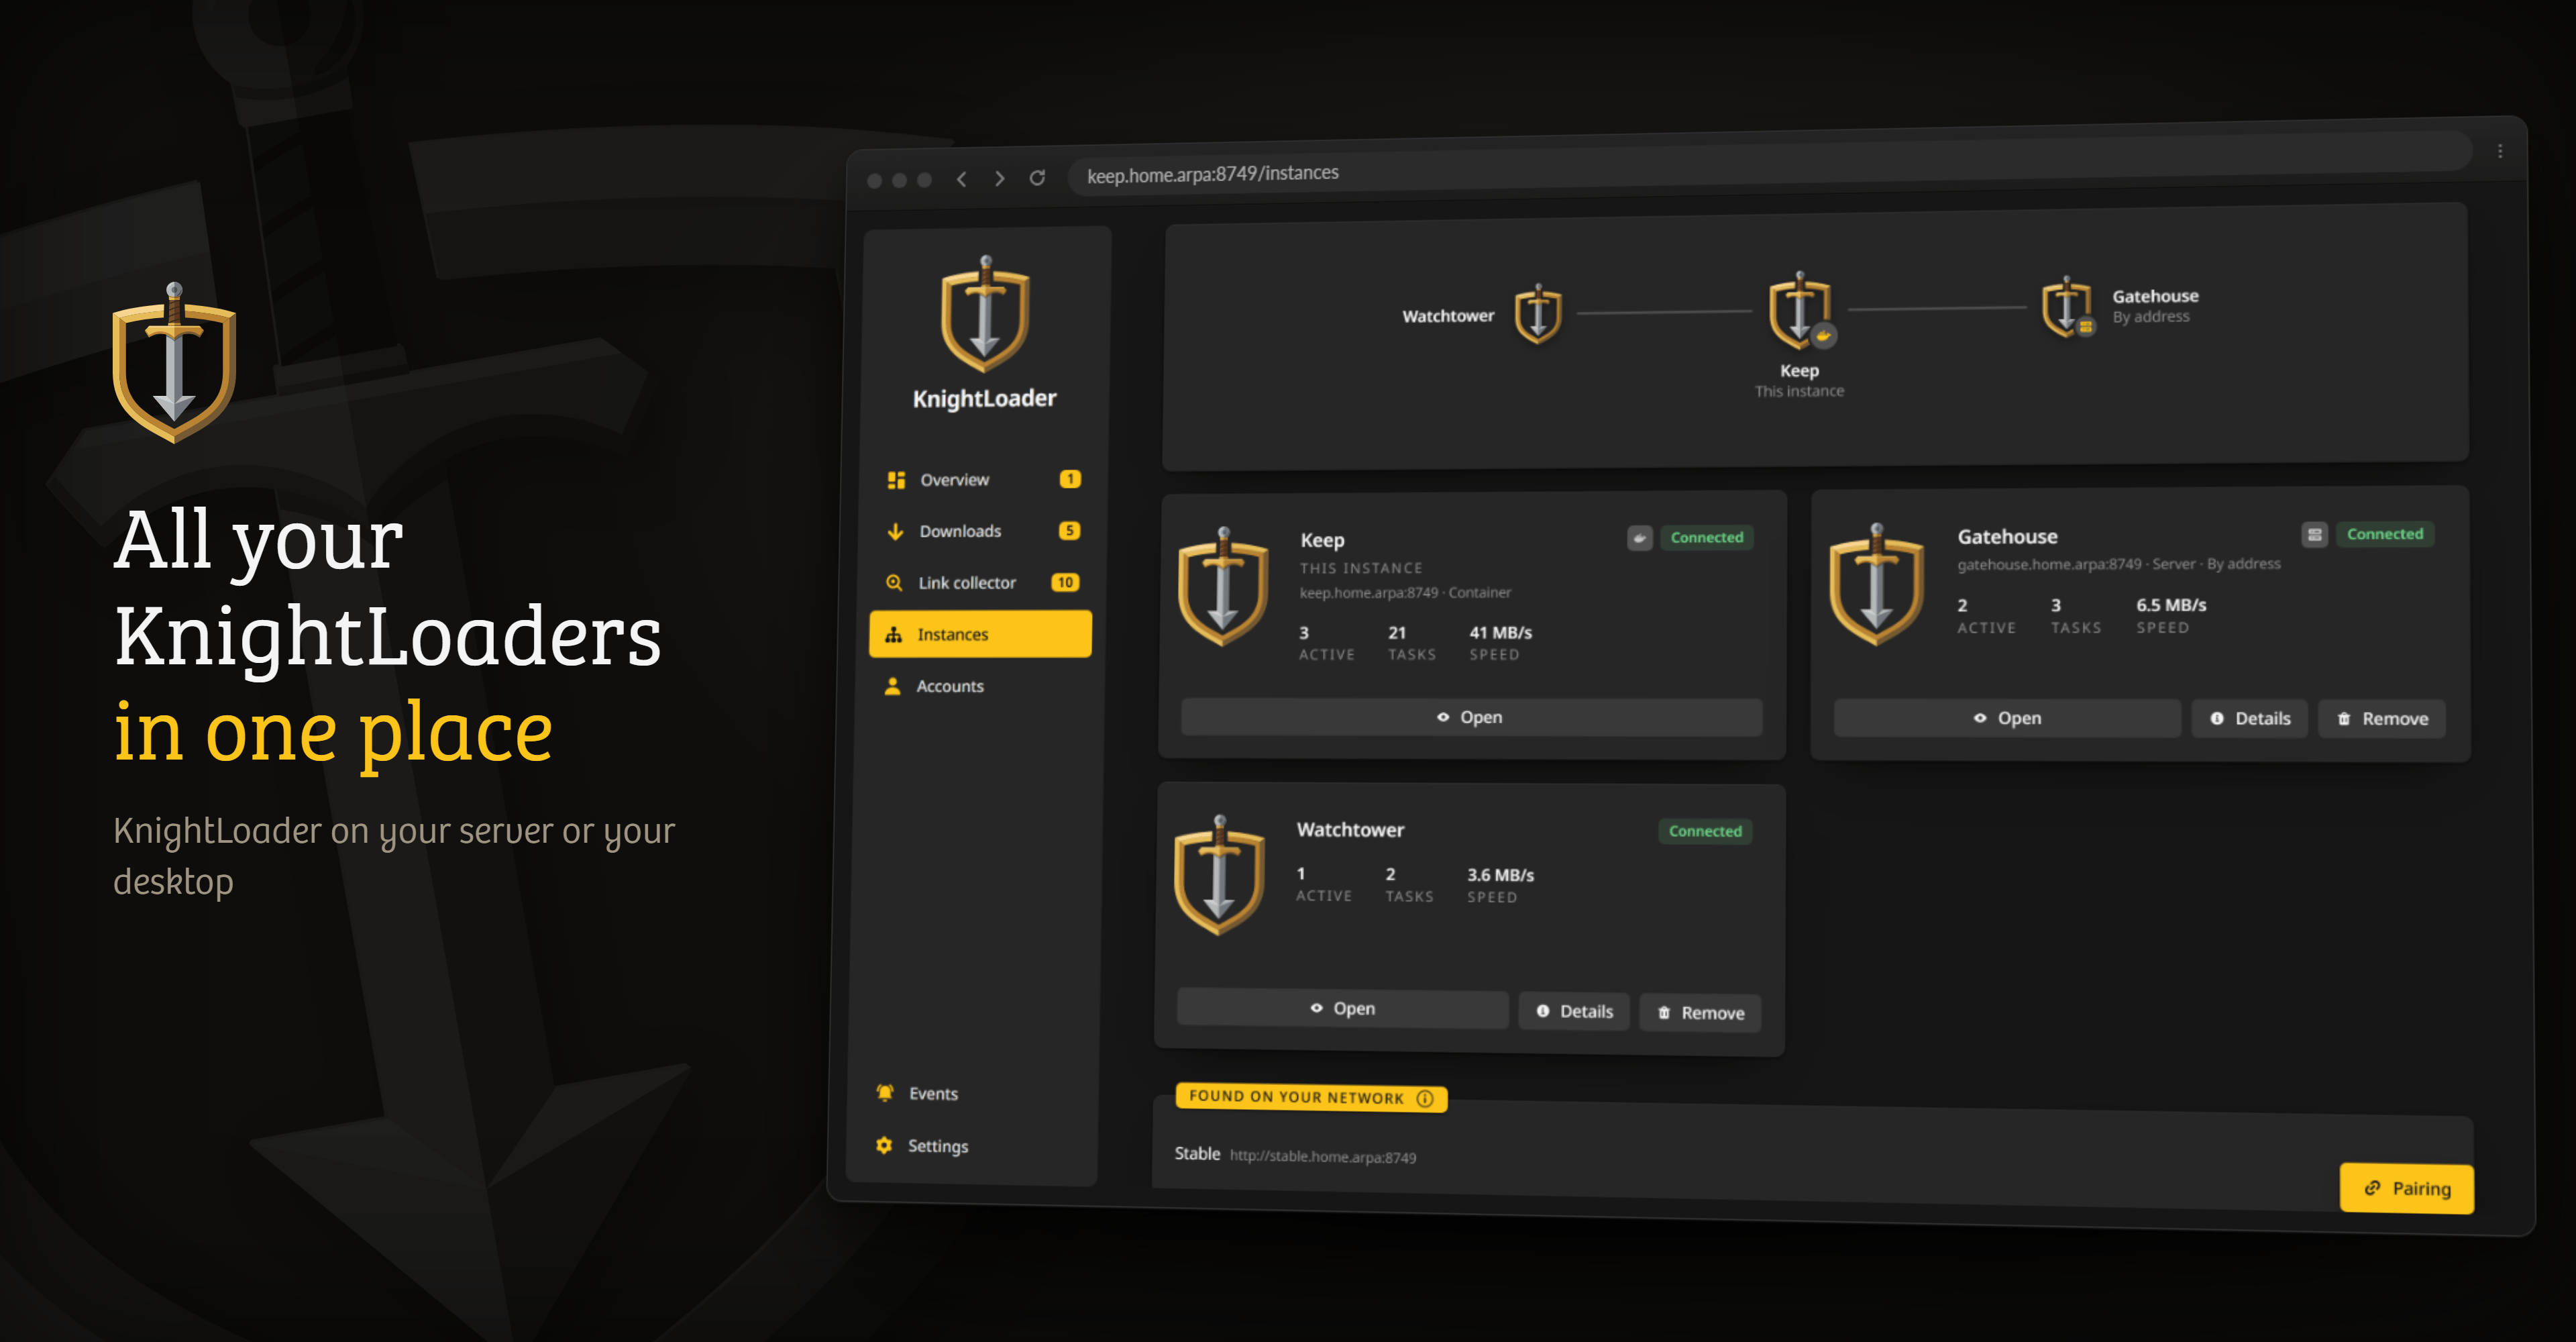 All your
KnightLoaders
in one place
KnightLoader on your server or your
desktop
keep.home.arpa:8749/instances
KnightLoader
Overview 1
Downloads 5
Link collector 10
Instances
Accounts
Events
Settings
Watchtower
Keep
This instance
Gatehouse
By address
Keep
Connected
THIS INSTANCE
keep.home.arpa:8749 · Container
3 21 41 MB/s
ACTIVE TASKS SPEED
Open
Gatehouse
Connected
gatehouse.home.arpa:8749 · Server · By address
2 3 6.5 MB/s
ACTIVE TASKS SPEED
Open Details Remove
Watchtower
Connected
1 2 3.6 MB/s
ACTIVE TASKS SPEED
Open Details Remove
FOUND ON YOUR NETWORK
Stable http://stable.home.arpa:8749
Pairing